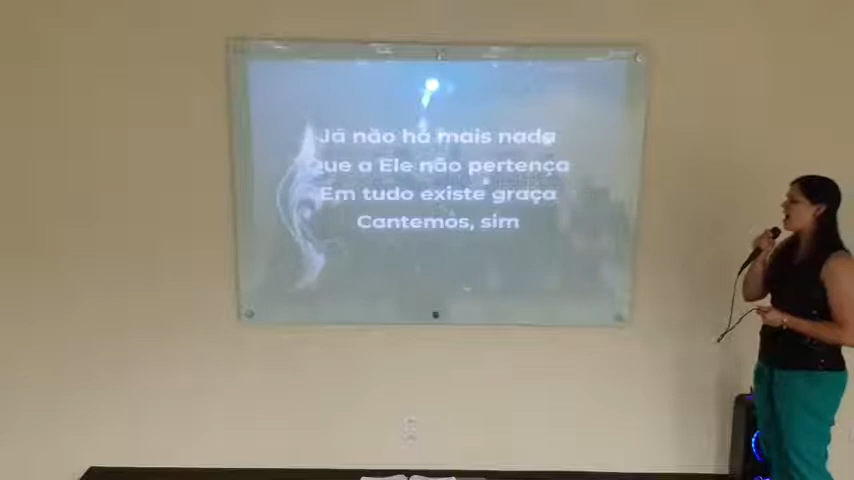 Já não há mais nada
Que a Ele não pertença
Em tudo existe graça
Cantemos, sim